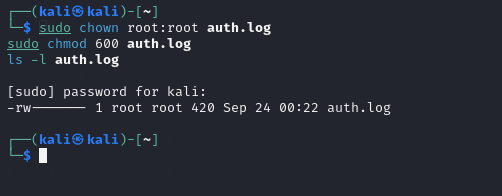 ┌──(kali㉿kali)-[~]
└─$ sudo chown root:root auth.log
sudo chmod 600 auth.log
ls -l auth.log

[sudo] password for kali:
-rw------- 1 root root 420 Sep 24 00:22 auth.log

┌──(kali㉿kali)-[~]
└─$